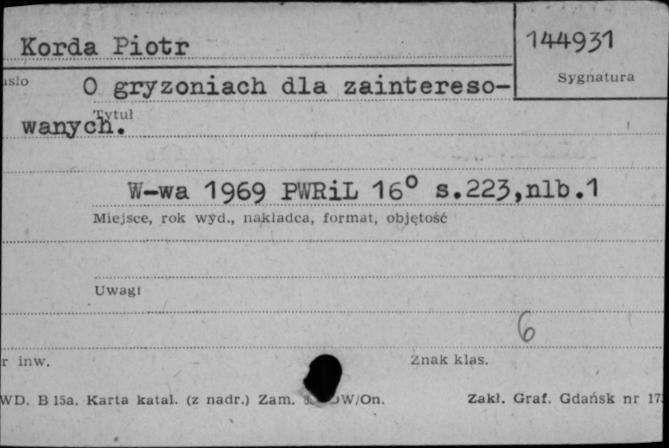 Korda Piotr
144931
Sygnatura
O gryzoniach dla zaintereso-
Tytuł
wanych.
W-wa 1969 PWRiL 16° s.223,nlb.1
Miejsce, rok wyd., nakładca, format, objętość
Uwagi
6
r inw.
Znak klas.
WD. B 15a. Karta katal. (z nadr.) Zam. W/On.
Zakł. Graf. Gdańsk nr